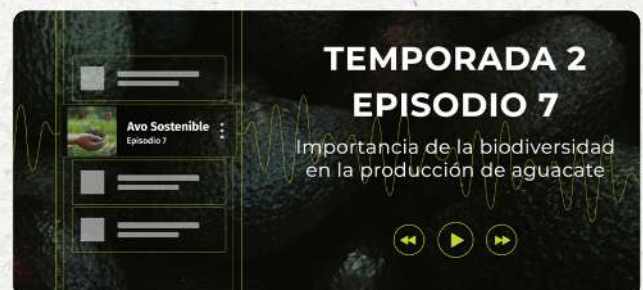 TEMPORADA 2
EPISODIO 7
Importancia de la biodiversidad
en la producción de aguacate
Avo Sostenible
Episodio 7